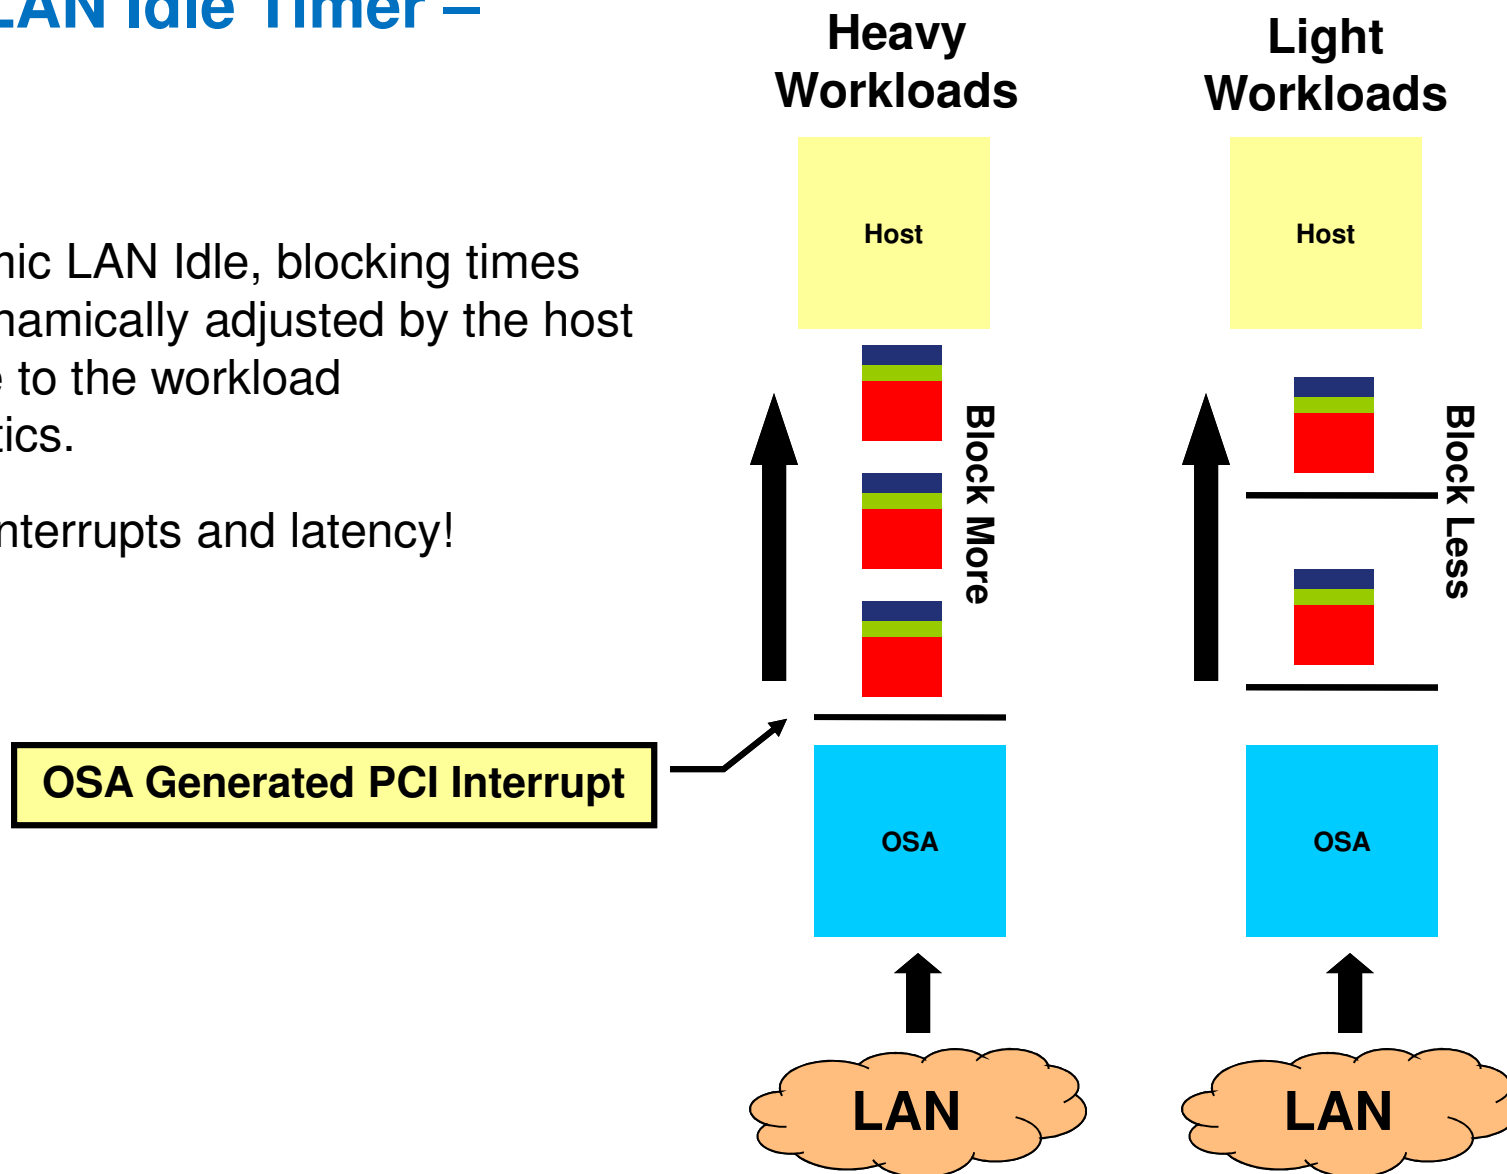 LAN Idle Timer –
nic LAN Idle, blocking times
namically adjusted by the host
e to the workload
tics.
nterrupts and latency!
OSA Generated PCI Interrupt
Heavy
Workloads
Host
Block More
OSA
LAN
Light
Workloads
Host
Block Less
OSA
LAN